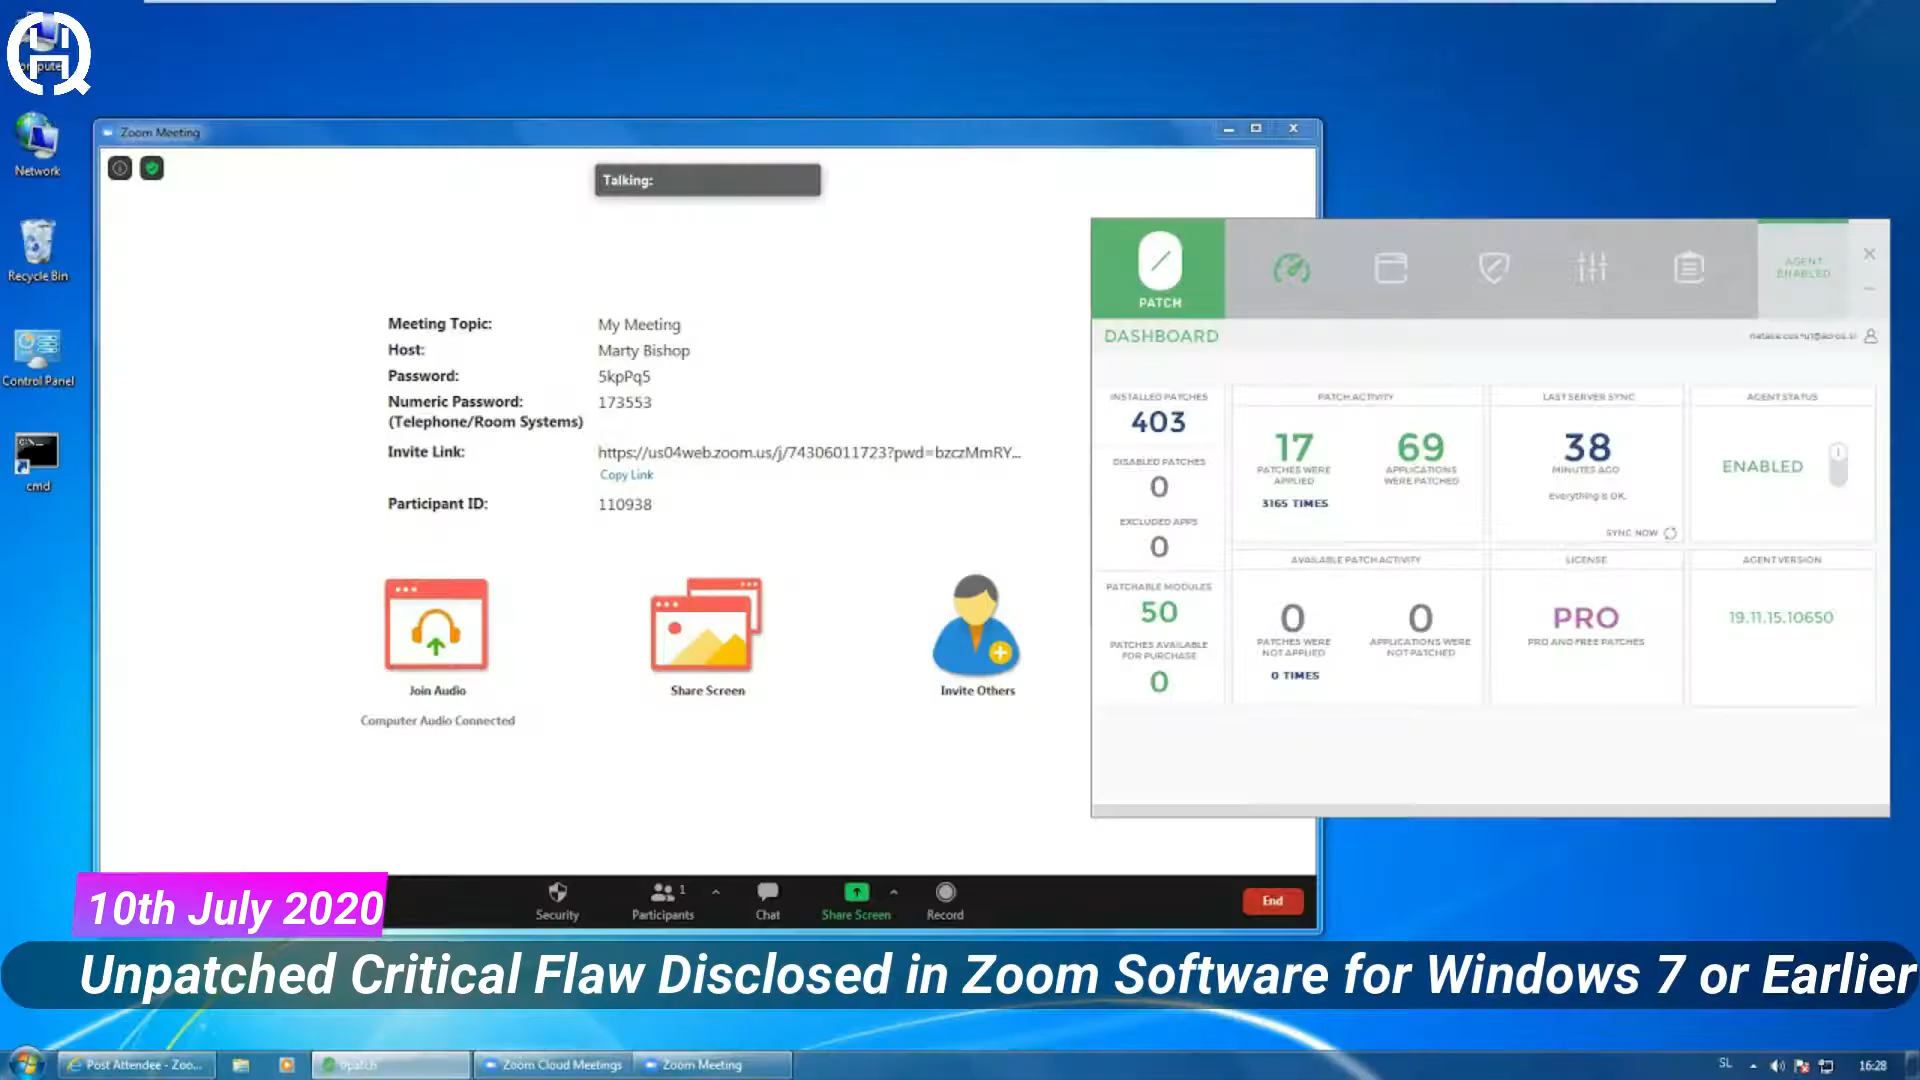 Network
Recycle Bin
Control Panel
cmd
Zoom Meeting
Talking:
Meeting Topic: My Meeting
Host: Marty Bishop
Password: 5kpPq5
Numeric Password: 173553
(Telephone/Room Systems)
Invite Link: https://us04web.zoom.us/j/74306011723?pwd=bzczMmRY...
Copy Link
Participant ID: 110938
Join Audio
Computer Audio Connected
Share Screen
Invite Others
Security
1
Participants
Chat
Share Screen
Record
End
PATCH
AGENT
ENABLED
DASHBOARD
INSTALLED PATCHES
403
DISABLED PATCHES
0
EXCLUDED APPS
0
PATCHABLE MODULES
50
PATCHES AVAILABLE
FOR PURCHASE
0
PATCH ACTIVITY
17
PATCHES WERE
APPLIED
3165 TIMES
69
APPLICATIONS
WERE PATCHED
LAST SERVER SYNC
38
MINUTES AGO
Everything is OK.
SYNC NOW
AGENT STATUS
ENABLED
AVAILABLE PATCH ACTIVITY
0
PATCHES WERE
NOT APPLIED
0 TIMES
0
APPLICATIONS WERE
NOT PATCHED
LICENSE
PRO
PRO AND FREE PATCHES
AGENT VERSION
19.11.15.10650
10th July 2020
Unpatched Critical Flaw Disclosed in Zoom Software for Windows 7 or Earlier
Post Attendee - Zoo...
0patch
Zoom Cloud Meetings
Zoom Meeting
SL
16:28